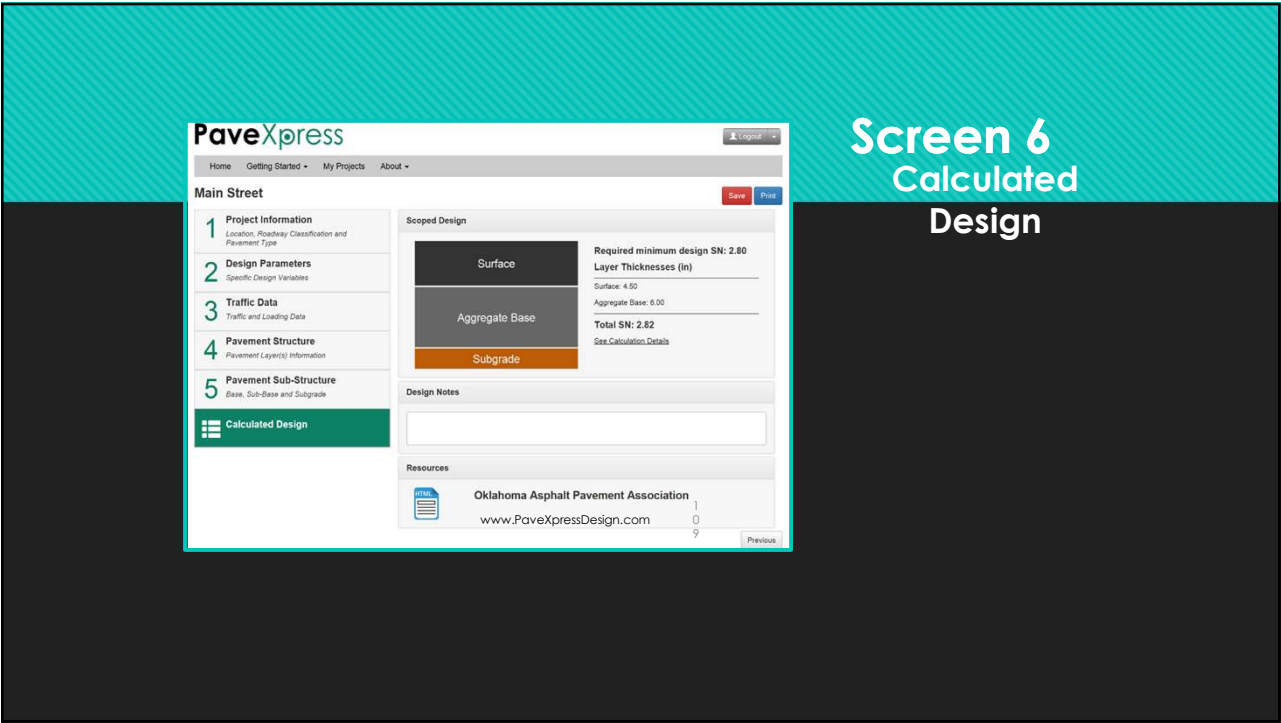 Screen 6
Calculated
Design
PaveXpress
Logout
Home Getting Started My Projects About
Main Street
Save Print
1 Project Information
Location, Roadway Classification and
Pavement Type
2 Design Parameters
Specific Design Variables
3 Traffic Data
Traffic and Loading Data
4 Pavement Structure
Pavement Layer(s) Information
5 Pavement Sub-Structure
Base, Sub-Base and Subgrade
Calculated Design
Scoped Design
Surface
Aggregate Base
Subgrade
Required minimum design SN: 2.80
Layer Thicknesses (in)
Surface: 4.50
Aggregate Base: 6.00
Total SN: 2.82
See Calculation Details
Design Notes
Resources
HTML
Oklahoma Asphalt Pavement Association
www.PaveXpressDesign.com
1
0
9
Previous